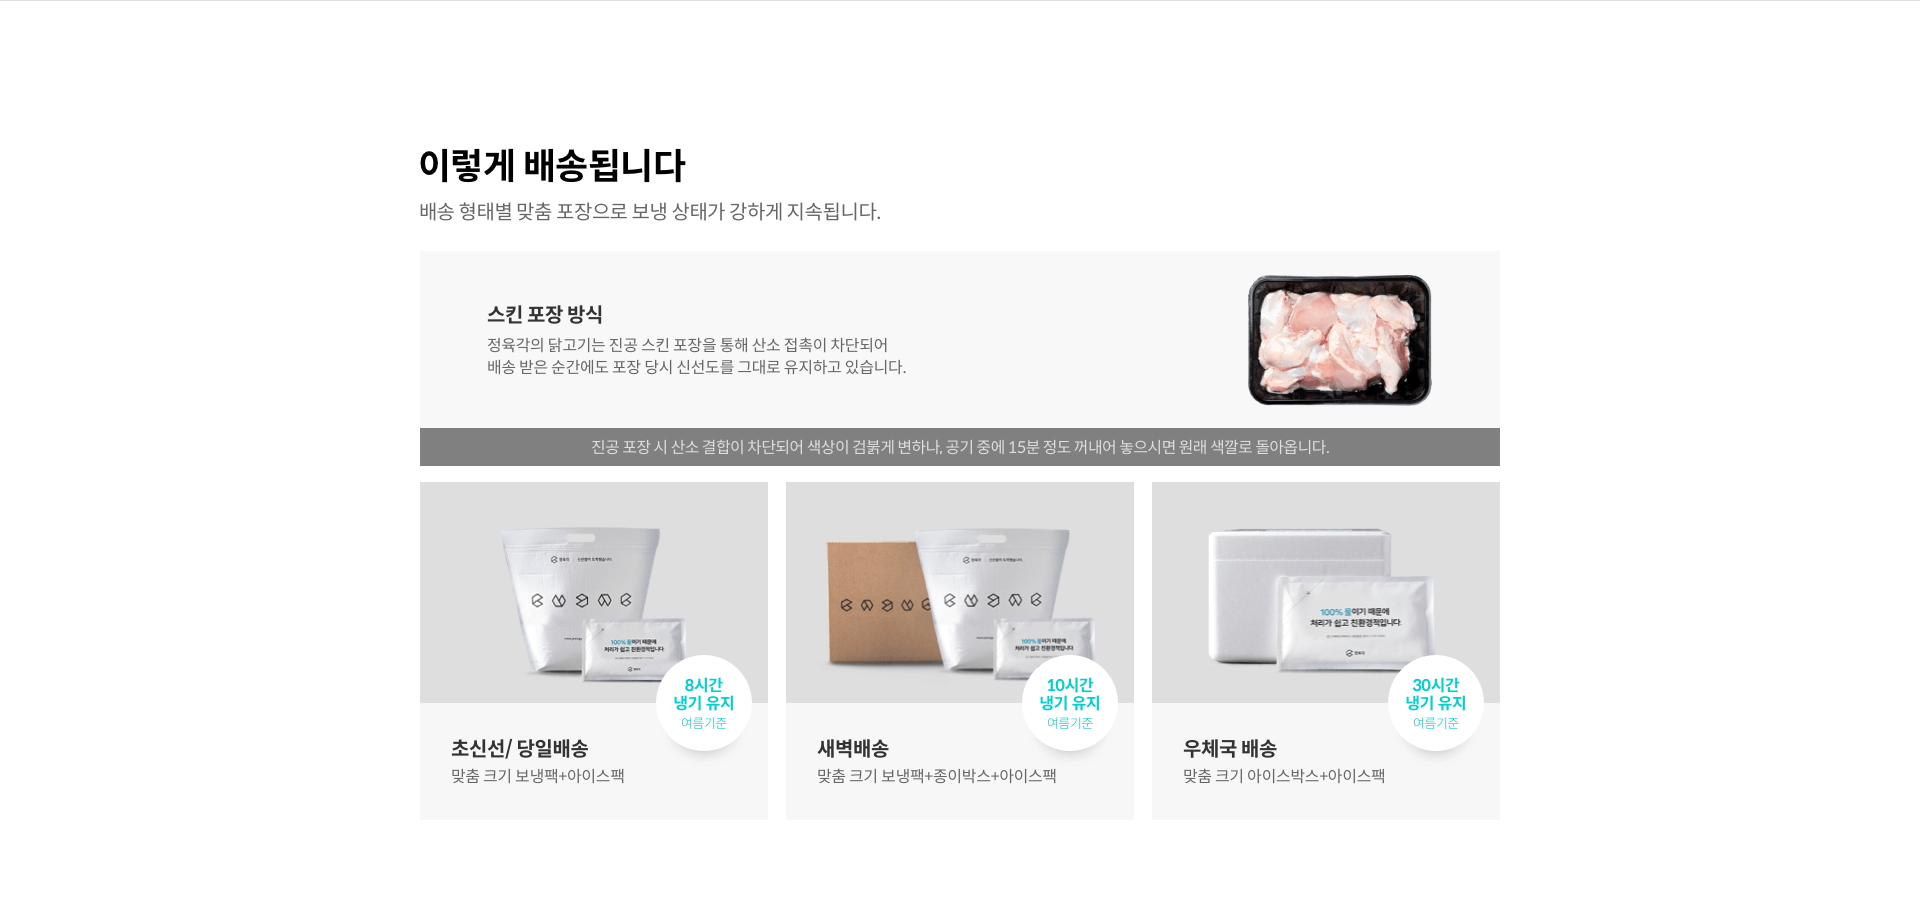 이렇게 배송됩니다
배송 형태별 맞춤 포장으로 보냉 상태가 강하게 지속됩니다.
스킨 포장 방식
정육각의 닭고기는 진공 스킨 포장을 통해 산소 접촉이 차단되어
배송 받은 순간에도 포장 당시 신선도를 그대로 유지하고 있습니다.
진공 포장 시 산소 결합이 차단되어 색상이 검붉게 변하나, 공기 중에 15분 정도 꺼내어 놓으시면 원래 색깔로 돌아옵니다.
정육각
100% 물이기 때문에
처리가 쉽고 친환경적입니다.
8시간
냉기 유지
여름기준
초신선/ 당일배송
맞춤 크기 보냉팩+아이스팩
정육각
100% 물이기 때문에
처리가 쉽고 친환경적입니다.
10시간
냉기 유지
여름기준
새벽배송
맞춤 크기 보냉팩+종이박스+아이스팩
100% 물이기 때문에
처리가 쉽고 친환경적입니다.
정육각
30시간
냉기 유지
여름기준
우체국 배송
맞춤 크기 아이스박스+아이스팩